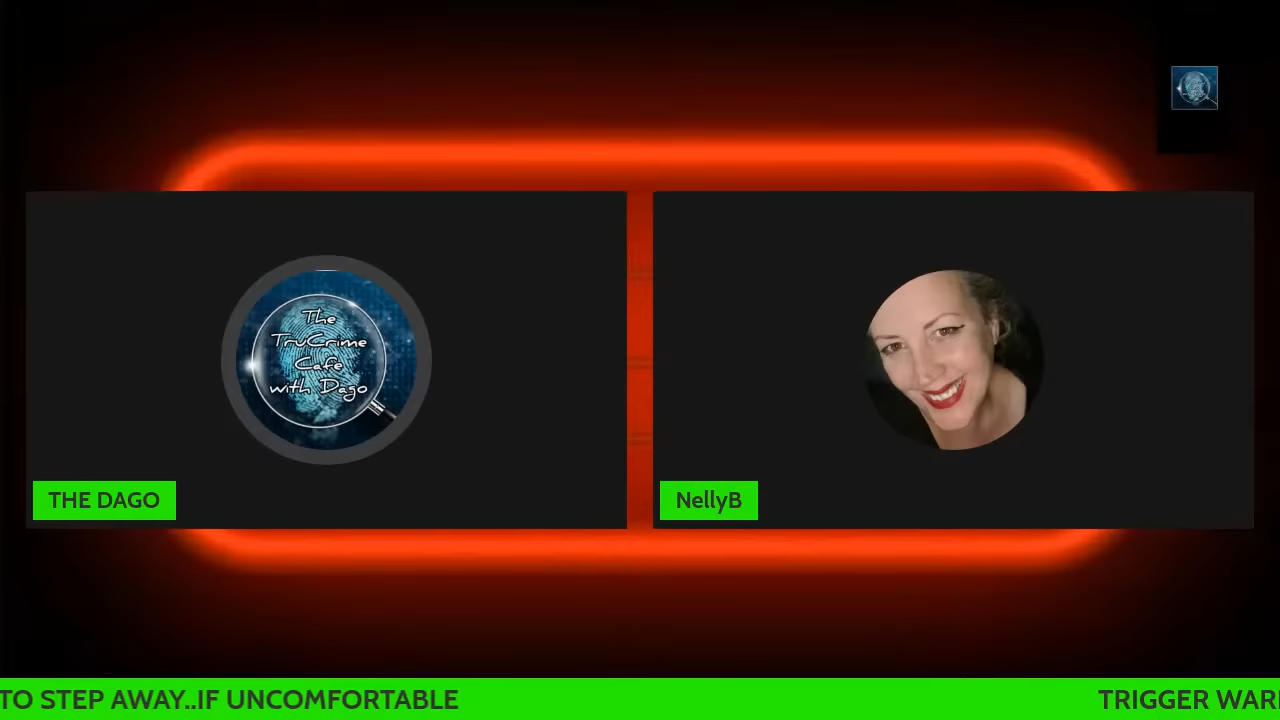 The
TruCrime
Cafe
with Dago
THE DAGO
NellyB
TO STEP AWAY..IF UNCOMFORTABLE
TRIGGER WAR